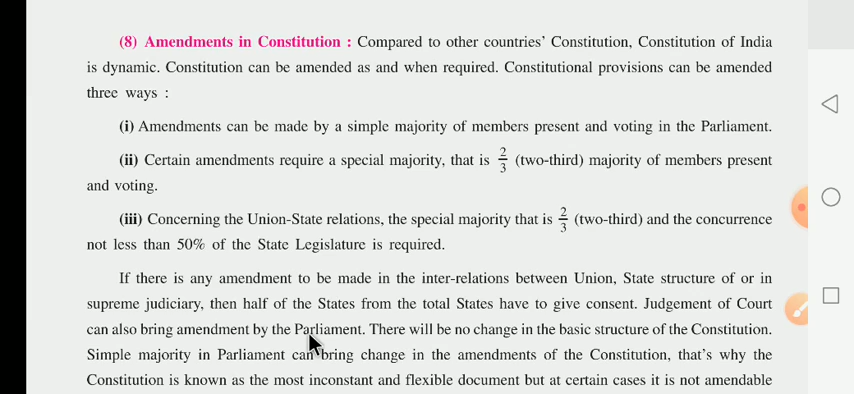 (8) Amendments in Constitution : Compared to other countries' Constitution, Constitution of India
is dynamic. Constitution can be amended as and when required. Constitutional provisions can be amended
three ways :
(i) Amendments can be made by a simple majority of members present and voting in the Parliament.
(ii) Certain amendments require a special majority, that is 2/3 (two-third) majority of members present
and voting.
(iii) Concerning the Union-State relations, the special majority that is 2/3 (two-third) and the concurrence
not less than 50% of the State Legislature is required.
If there is any amendment to be made in the inter-relations between Union, State structure of or in
supreme judiciary, then half of the States from the total States have to give consent. Judgement of Court
can also bring amendment by the Parliament. There will be no change in the basic structure of the Constitution.
Simple majority in Parliament can bring change in the amendments of the Constitution, that's why the
Constitution is known as the most inconstant and flexible document but at certain cases it is not amendable